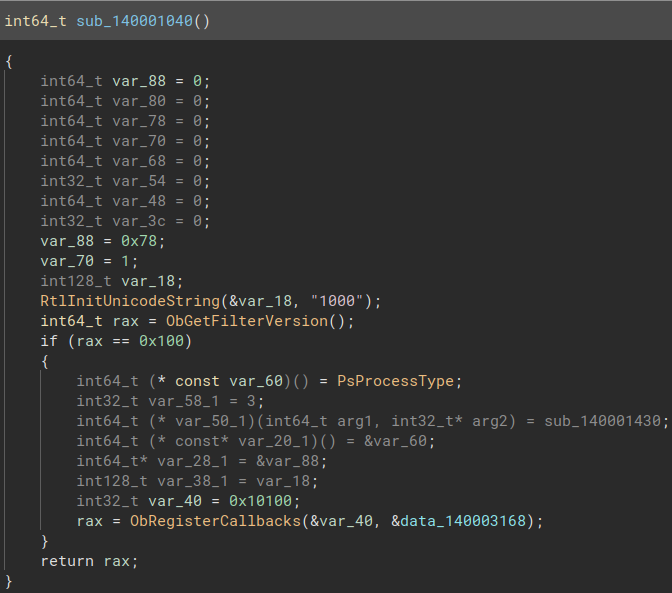 int64_t sub_140001040()
{
int64_t var_88 = 0;
int64_t var_80 = 0;
int64_t var_78 = 0;
int64_t var_70 = 0;
int64_t var_68 = 0;
int32_t var_54 = 0;
int64_t var_48 = 0;
int32_t var_3c = 0;
var_88 = 0x78;
var_70 = 1;
int128_t var_18;
RtlInitUnicodeString(&var_18, "1000");
int64_t rax = ObGetFilterVersion();
if (rax == 0x100)
{
int64_t (* const var_60)() = PsProcessType;
int32_t var_58_1 = 3;
int64_t (* var_50_1)(int64_t arg1, int32_t* arg2) = sub_140001430;
int64_t (* const* var_20_1)() = &var_60;
int64_t* var_28_1 = &var_88;
int128_t var_38_1 = var_18;
int32_t var_40 = 0x10100;
rax = ObRegisterCallbacks(&var_40, &data_140003168);
}
return rax;
}